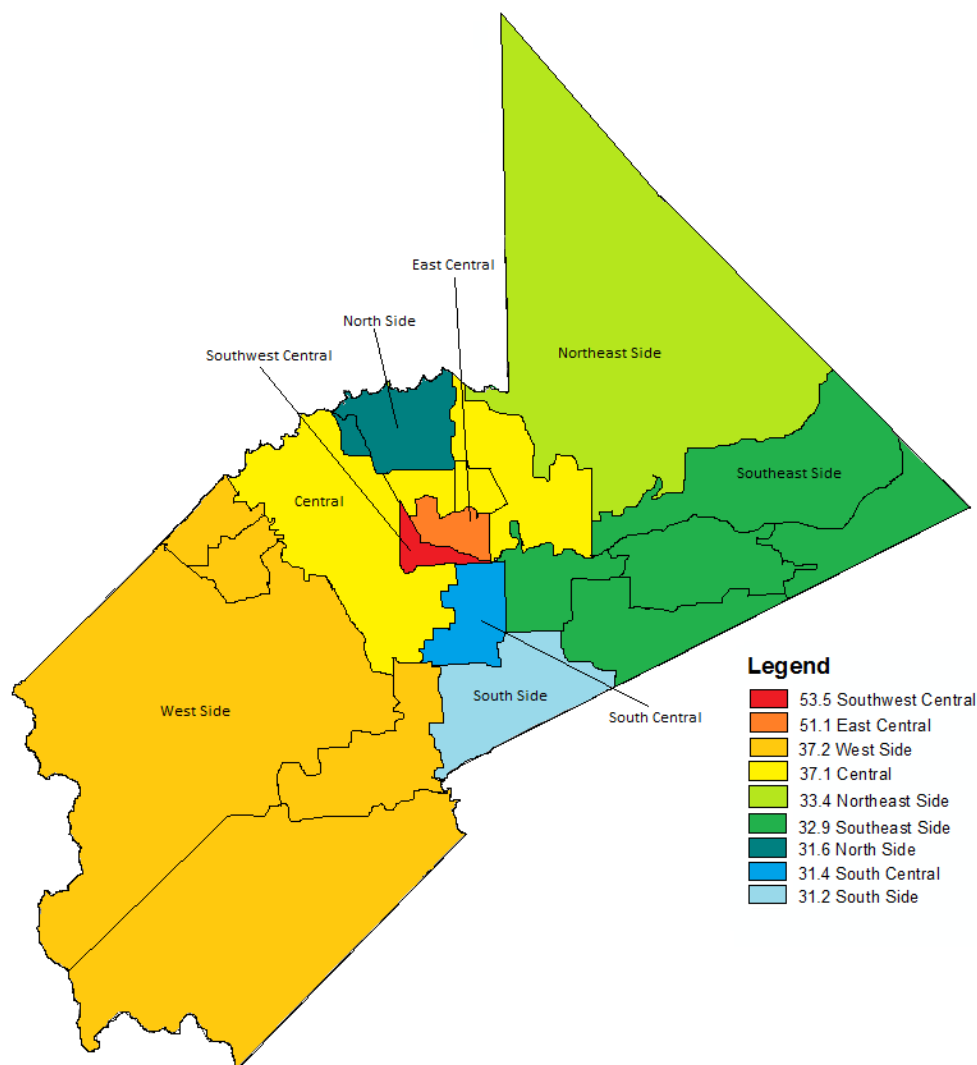 East Central
North Side
Southwest Central
Northeast Side
Southeast Side
Central
West Side
South Side
South Central
Legend
53.5 Southwest Central
51.1 East Central
37.2 West Side
37.1 Central
33.4 Northeast Side
32.9 Southeast Side
31.6 North Side
31.4 South Central
31.2 South Side